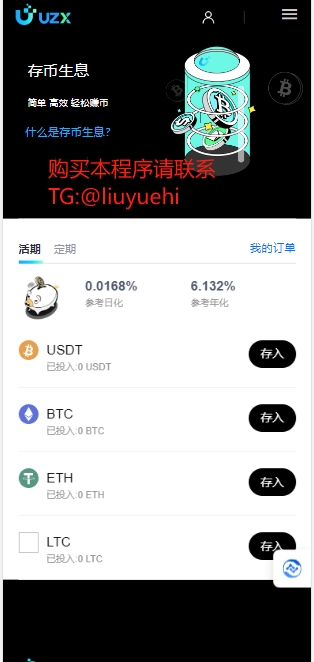 UZX
存币生息
简单 高效 轻松赚币
什么是存币生息?
购买本程序请联系
TG:@liuyuehi
活期 定期 我的订单
0.0168% 6.132%
参考日化 参考年化
USDT
已投入:0 USDT
存入
BTC
已投入:0 BTC
存入
ETH
已投入:0 ETH
存入
LTC
已投入:0 LTC
存入